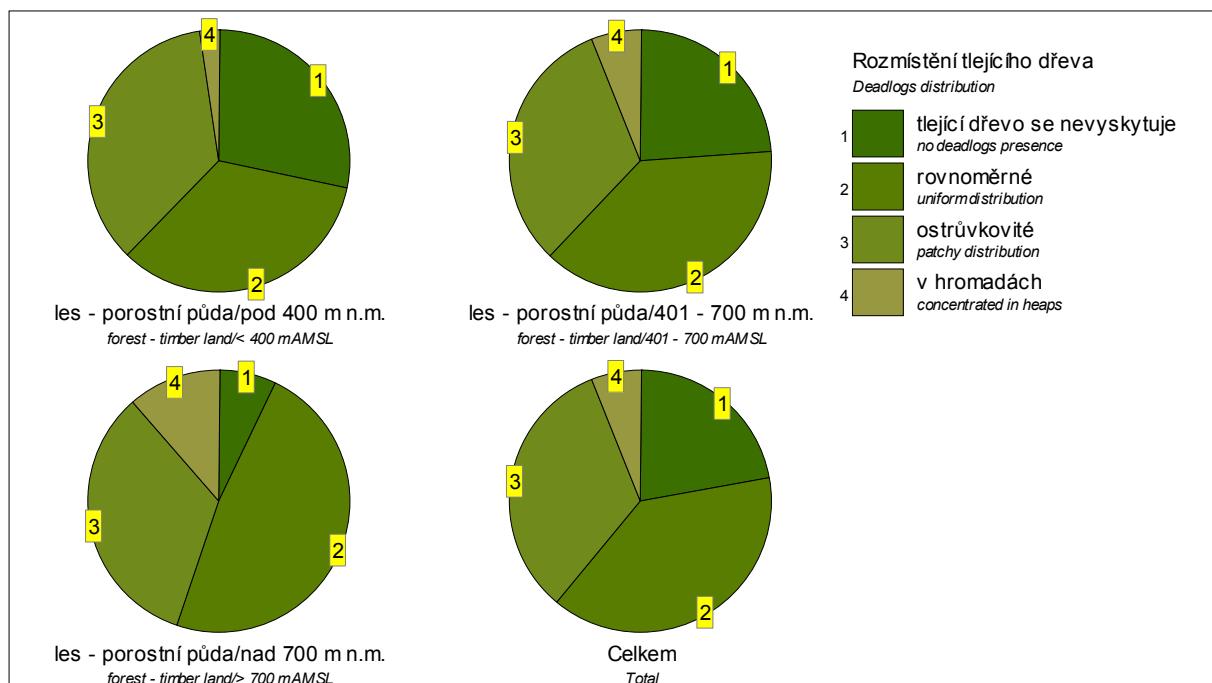 4
1
3
2
les - porostní půda/pod 400 m n.m.
forest - timber land/< 400 mAMSL
4
1
3
2
les - porostní půda/401 - 700 m n.m.
forest - timber land/401 - 700 mAMSL
Rozmístění tlejícího dřeva
Deadlogs distribution
1 tlející dřevo se nevyskytuje
no deadlogs presence
2 rovnoměrné
uniform distribution
3 ostrůvkovité
patchy distribution
4 v hromadách
concentrated in heaps
4
1
3
2
les - porostní půda/nad 700 m n.m.
forest - timber land/> 700 mAMSL
4
1
3
2
Celkem
Total